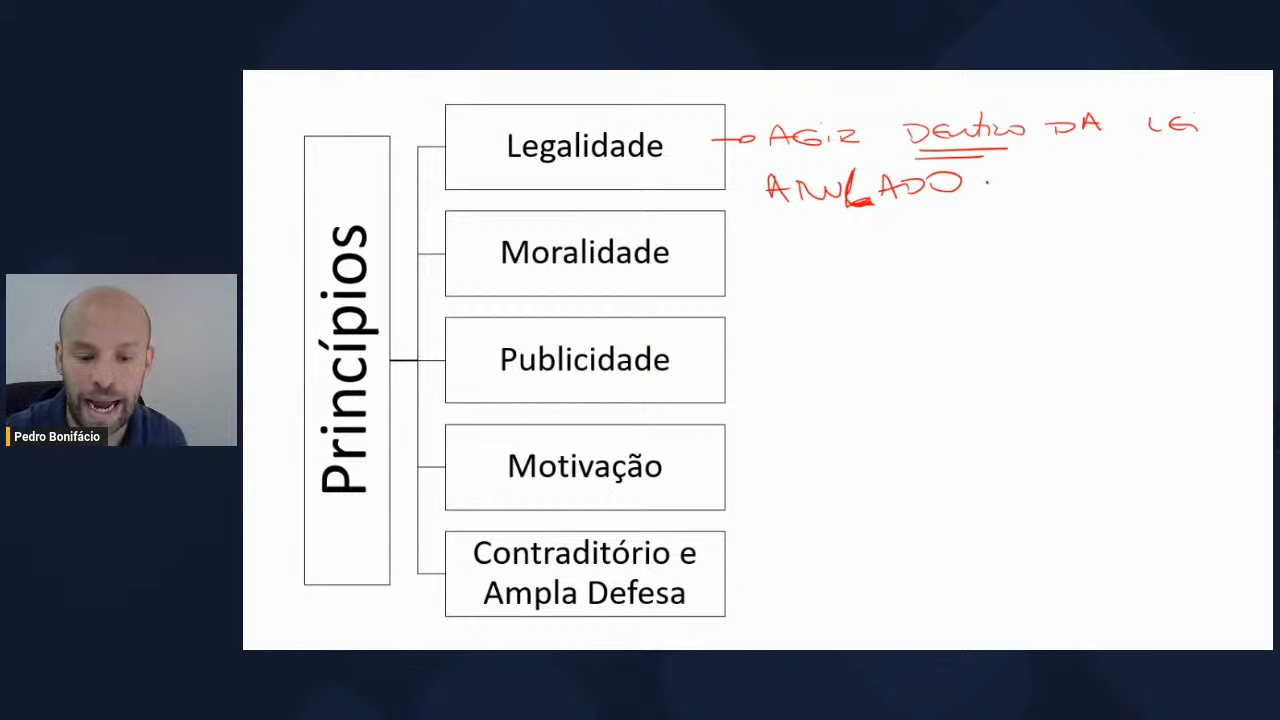 Princípios
Legalidade
AGIR DENTRO DA LEI
ANULADO.
Moralidade
Publicidade
Motivação
Contraditório e
Ampla Defesa
Pedro Bonifácio